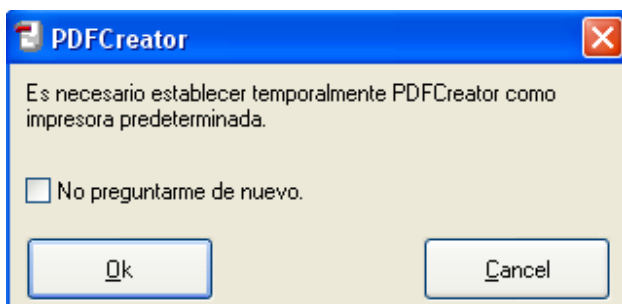 PDFCreator
Es necesario establecer temporalmente PDFCreator como
impresora predeterminada.
No preguntarme de nuevo.
Ok
Cancel